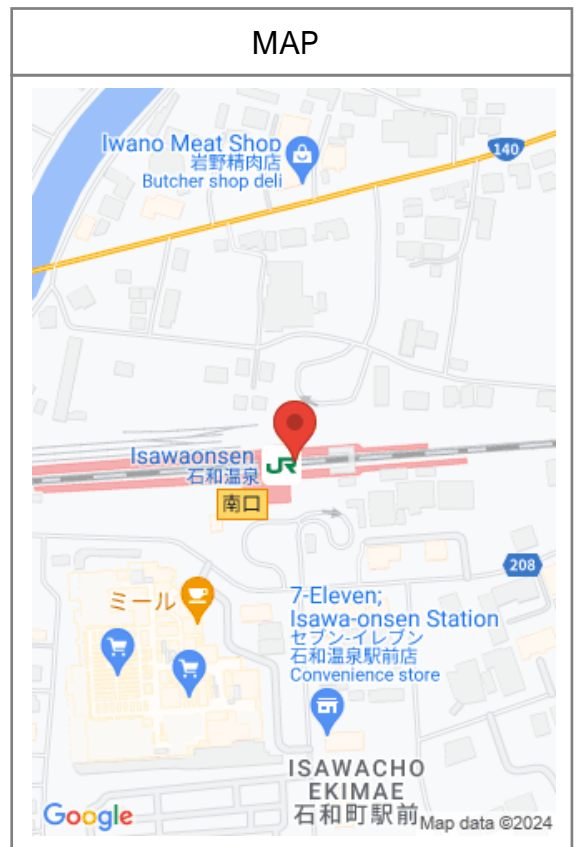 MAP
Iwano Meat Shop
岩野精肉店
Butcher shop deli
140
Isawaonsen
石和温泉
JR
南口
208
ミール
7-Eleven;
Isawa-onsen Station
セブン-イレブン
石和温泉駅前店
Convenience store
ISAWACHO
EKIMAE
石和町駅前
Google
Map data ©2024